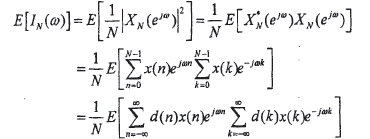 E[I_N(ω)] = E[1/N |X_N(e^{jω})|^2] = 1/N E[X_N^*(e^{jω})X_N(e^{jω})]
= 1/N E[∑_{n=0}^{N-1} x(n)e^{jωn} ∑_{k=0}^{N-1} x(k)e^{-jωk}]
= 1/N E[∑_{n=-∞}^{∞} d(n)x(n)e^{jωn} ∑_{k=-∞}^{∞} d(k)x(k)e^{-jωk}]